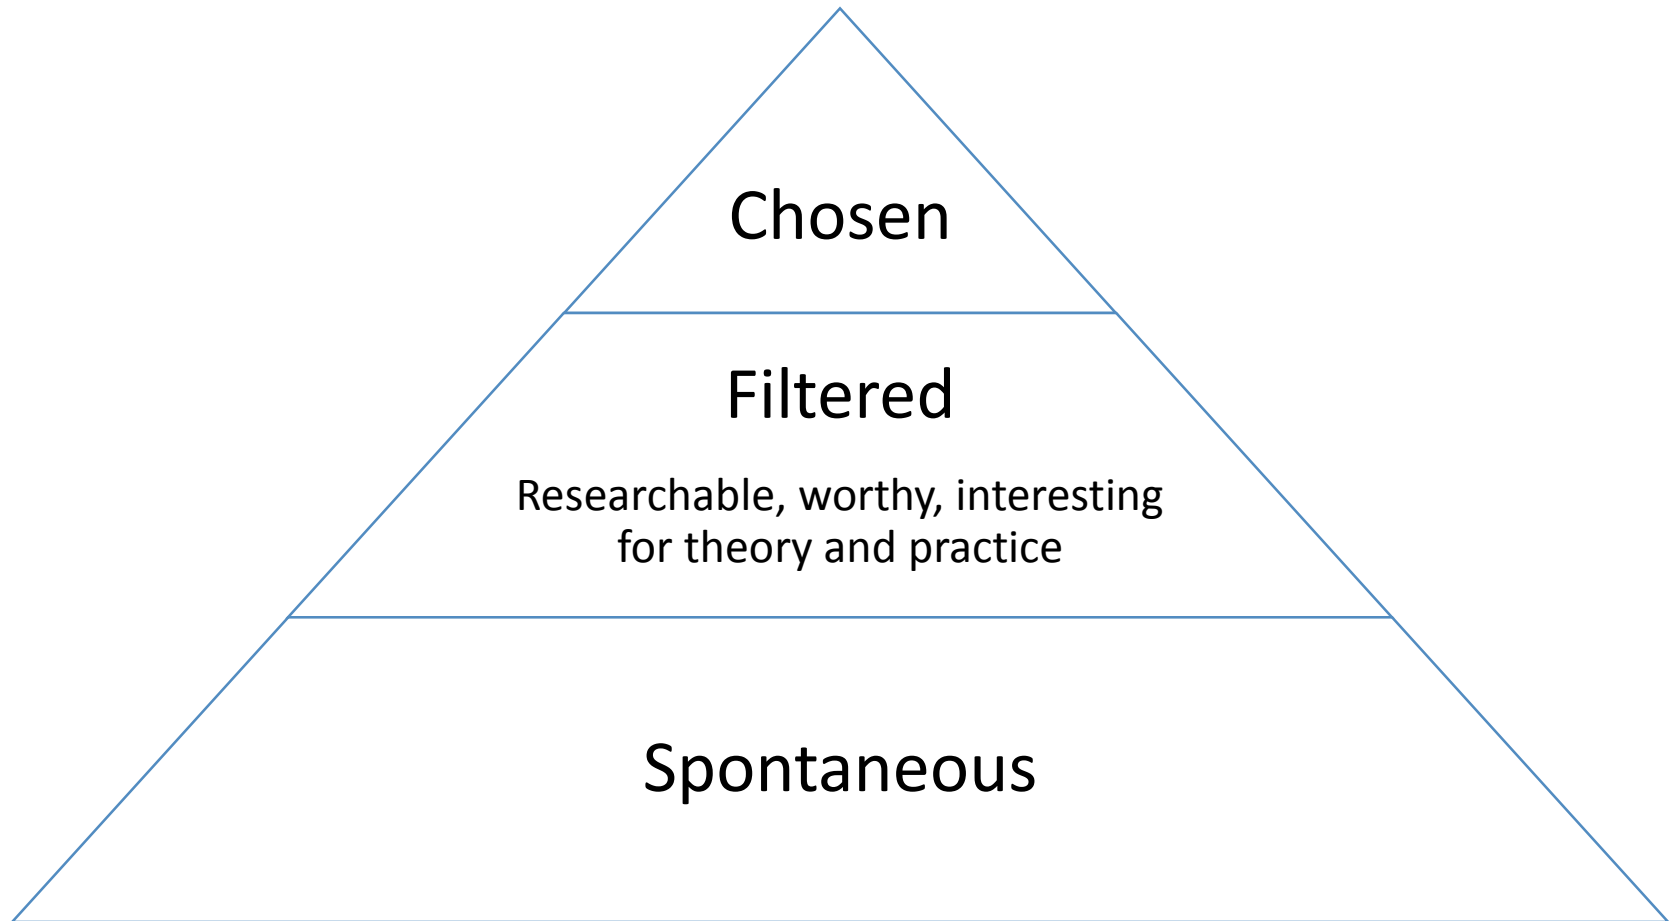 Chosen
Filtered
Researchable, worthy, interesting
for theory and practice
Spontaneous